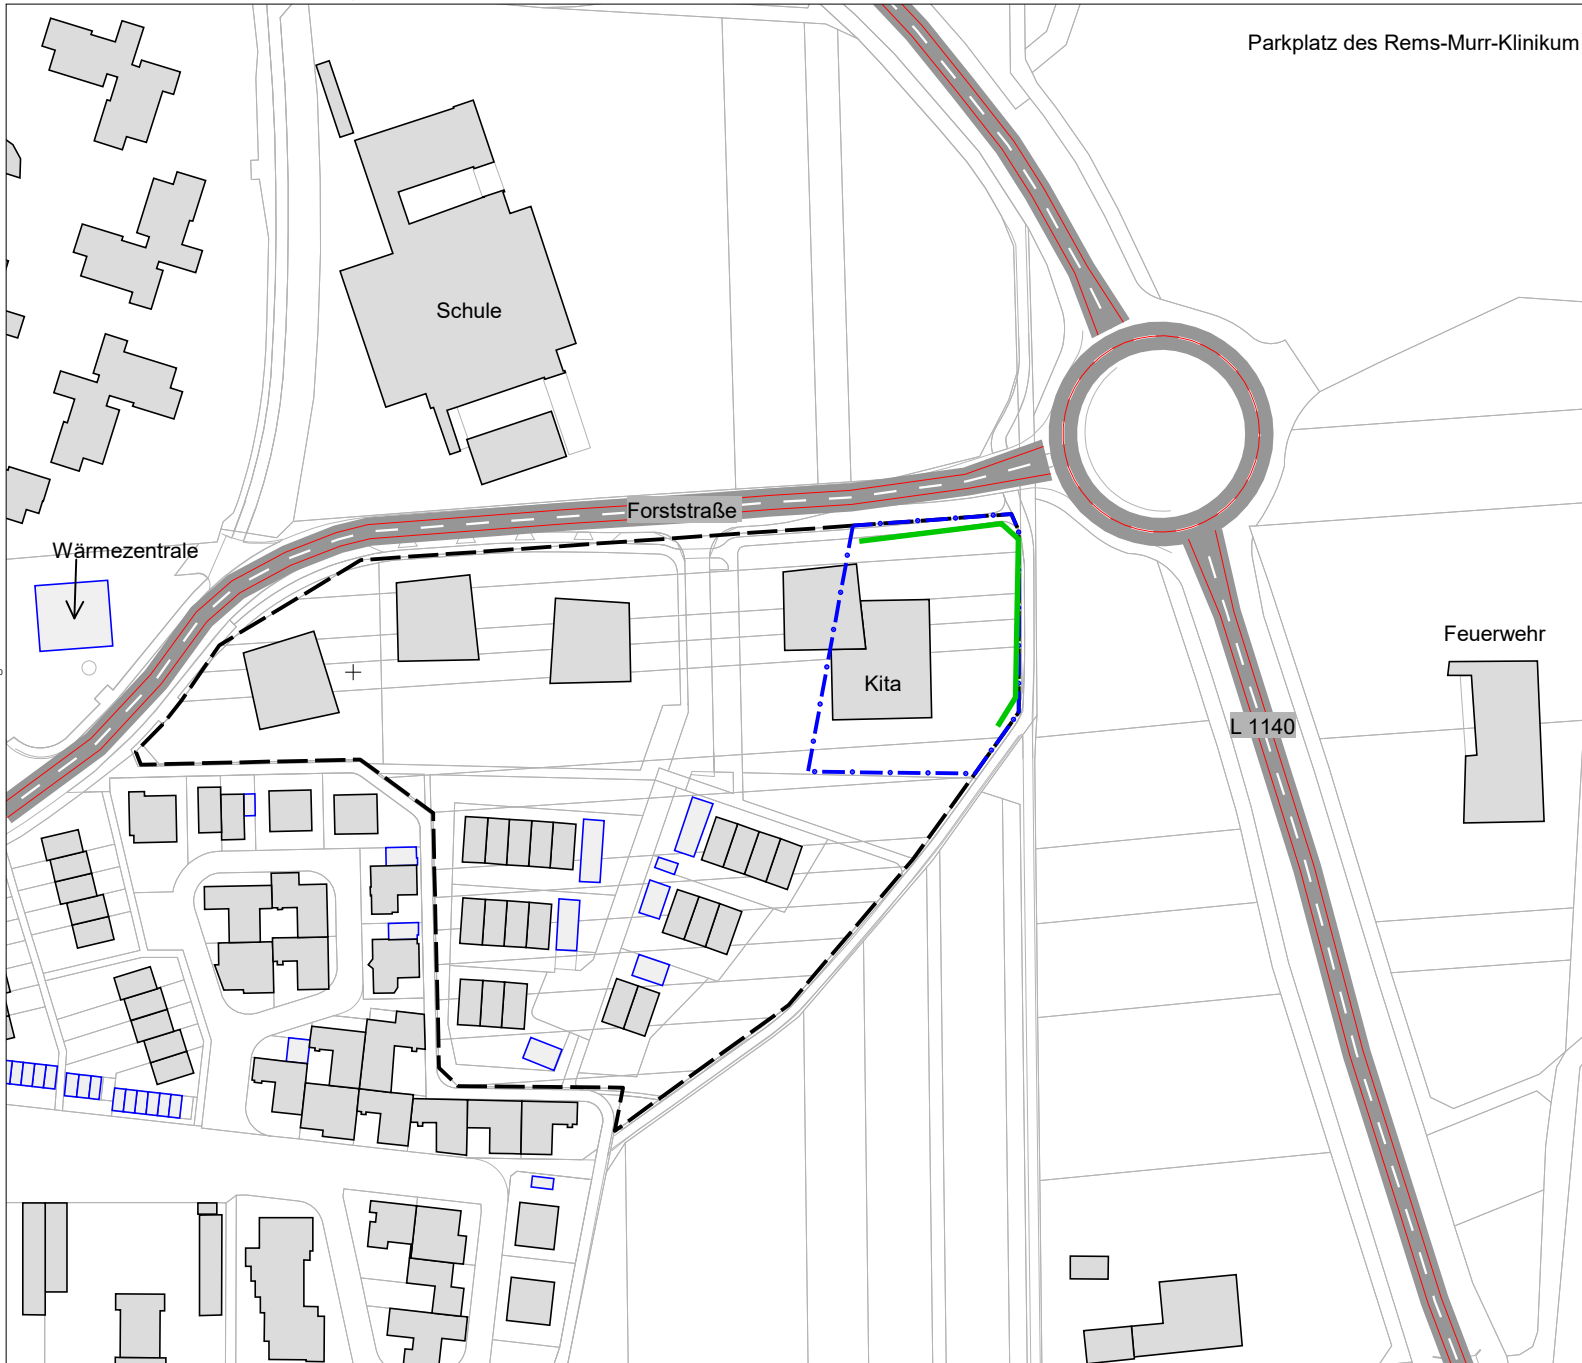 Parkplatz des Rems-Murr-Klinikum
Schule
Forststraße
Wärmezentrale
Feuerwehr
Kita
L 1140